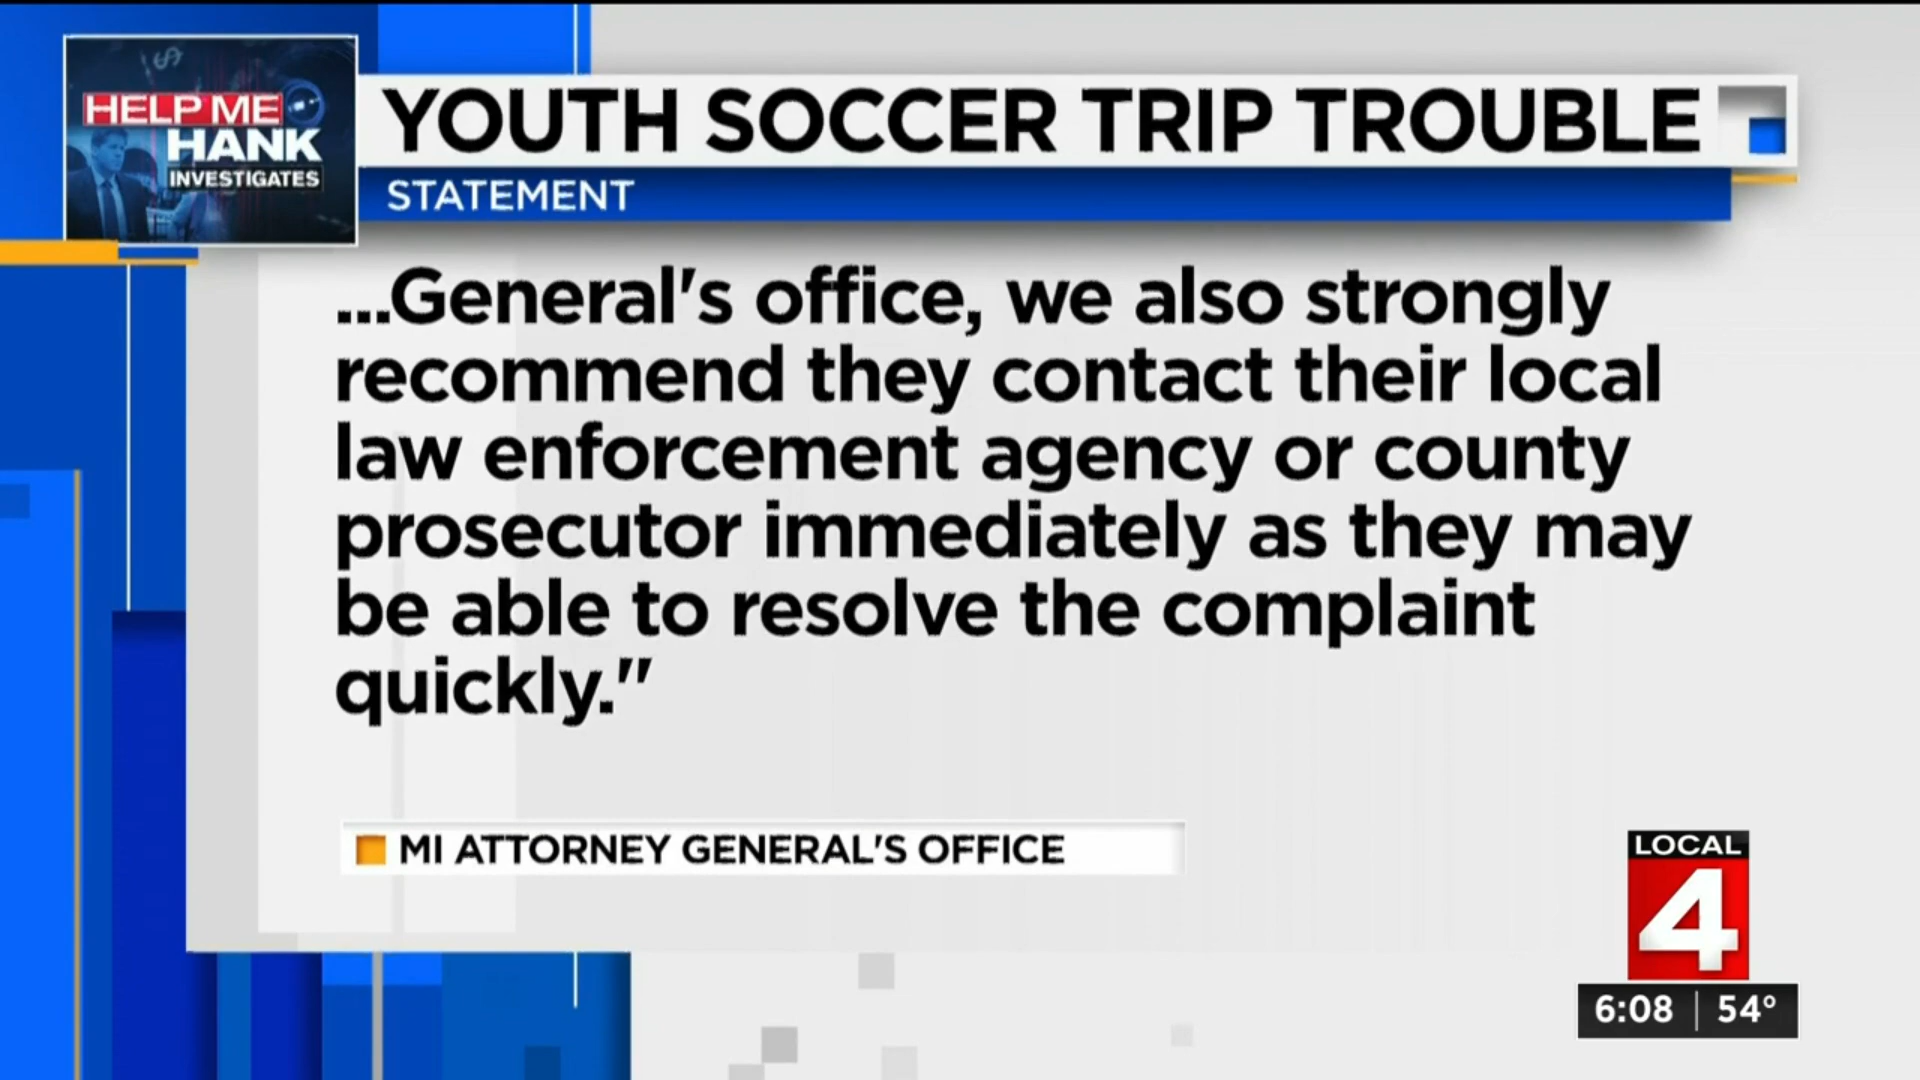 HELP ME
HANK
INVESTIGATES
YOUTH SOCCER TRIP TROUBLE
STATEMENT
...General's office, we also strongly
recommend they contact their local
law enforcement agency or county
prosecutor immediately as they may
be able to resolve the complaint
quickly."
MI ATTORNEY GENERAL'S OFFICE
LOCAL
4
6:08 | 54°